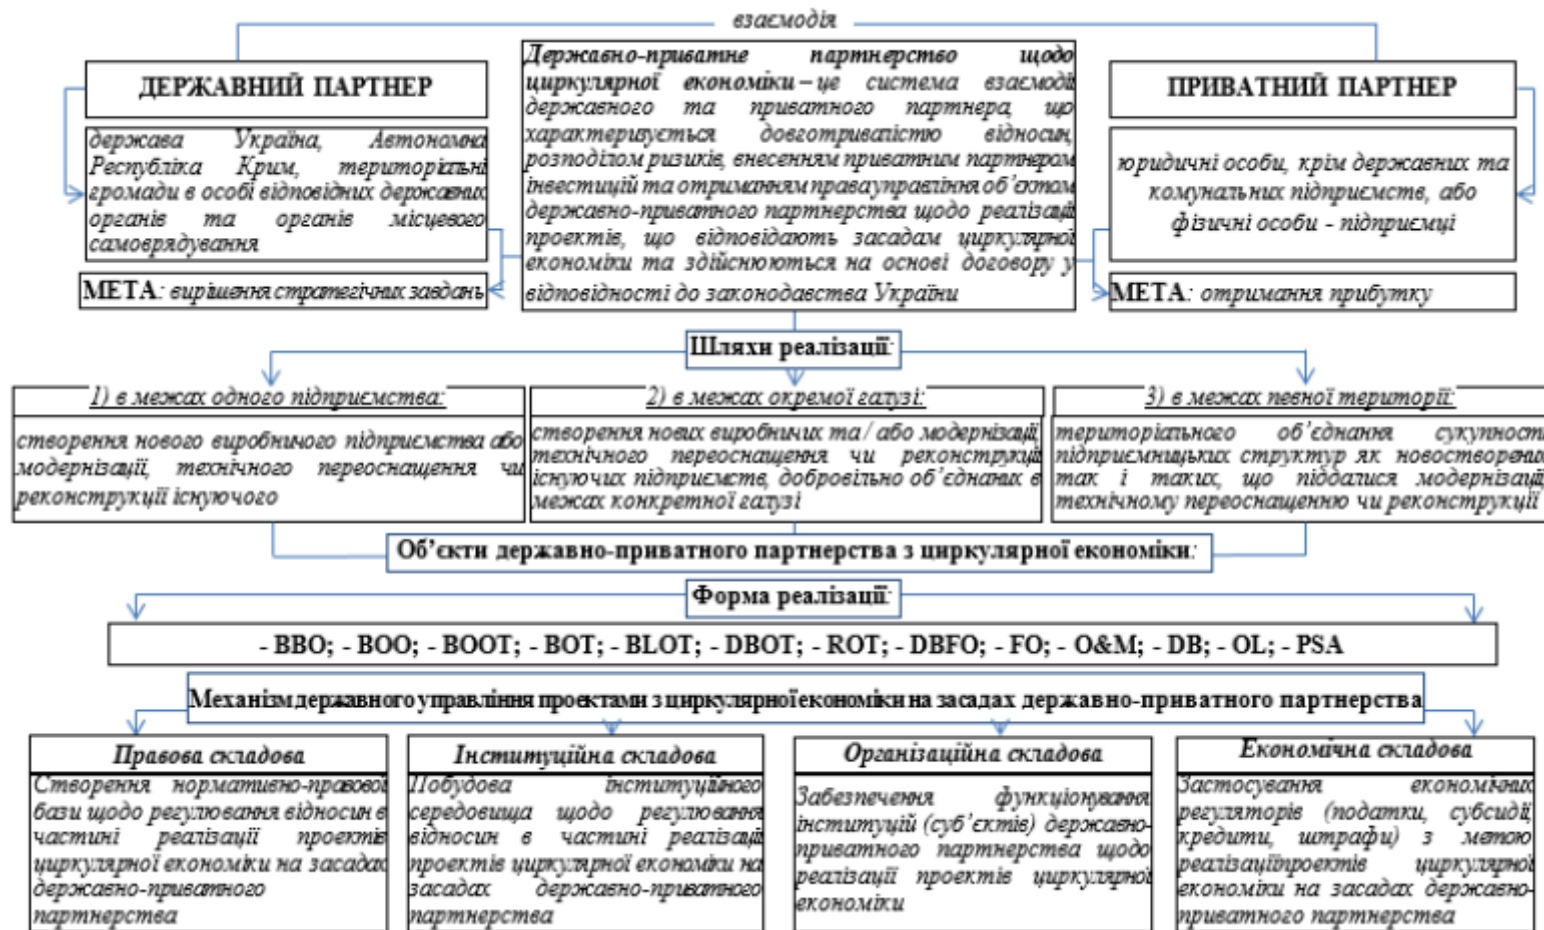 взаємодія
ДЕРЖАВНИЙ ПАРТНЕР
держава Україна, Автономна
Республіка Крим, територіальні
громади в особі відповідних державних
органів та органів місцевого
самоврядування
МЕТА: вирішення стратегічних завдань
Державно-приватне партнерство щодо
циркулярної економіки – це система взаємодії
державного та приватного партнера, що
характеризується довготривалістю відносин,
розподілом ризиків, внесенням приватним партнером
інвестицій та отриманням права управління об’єктом
державно-приватного партнерства щодо реалізації
проектів, що відповідають засадам циркулярної
економіки та здійснюються на основі договору у
відповідності до законодавства України
ПРИВАТНИЙ ПАРТНЕР
юридичні особи, крім державних та
комунальних підприємств, або
фізичні особи - підприємці
МЕТА: отримання прибутку
Шляхи реалізації:
1) в межах одного підприємства:
створення нового виробничого підприємства або
модернізації, технічного переоснащення чи
реконструкції існуючого
2) в межах окремої галузі:
створення нових виробничих та / або модернізації,
технічного переоснащення чи реконструкції
існуючих підприємств, добровільно об’єднаних в
межах конкретної галузі
3) в межах певної території:
територіального об’єднання сукупності
підприємницьких структур як новостворених,
так і таких, що піддалися модернізації,
технічному переоснащенню чи реконструкції
Об’єкти державно-приватного партнерства з циркулярної економіки:
Форма реалізації:
- BBO; - BOO; - BOOT; - BOT; - BLOT; - DBOT; - ROT; - DBFO; - FO; - O&M; - DB; - OL; - PSA
Механізм державного управління проектами з циркулярної економіки на засадах державно-приватного партнерства
Правова складова
Створення нормативно-правової
бази щодо регулювання відносин в
частині реалізації проектів
циркулярної економіки на засадах
державно-приватного
партнерства
Інституційна складова
Побудова інституційного
середовища щодо регулювання
відносин в частині реалізації
проектів циркулярної економіки на
засадах державно-приватного
партнерства
Організаційна складова
Забезпечення функціонування
інституцій (суб’єктів) державно-
приватного партнерства щодо
реалізації проектів циркулярної
економіки
Економічна складова
Застосування економічних
регуляторів (податки, субсидії,
кредити, штрафи) з метою
реалізації проектів циркулярної
економіки на засадах державно-
приватного партнерства